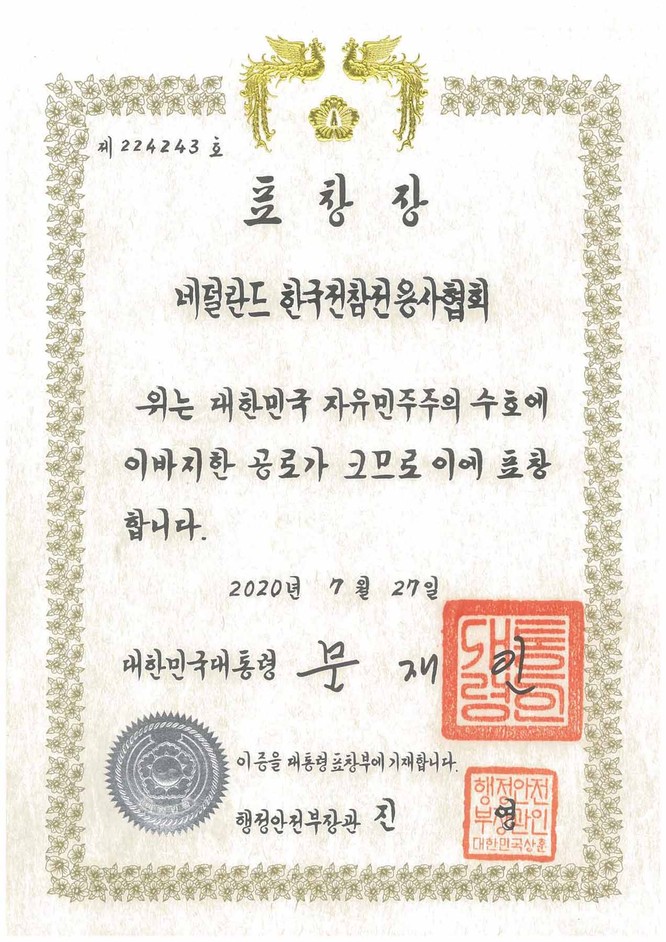 제 224243 호
표 창 장
네덜란드 한국전참전용사협회
위는 대한민국 자유민주주의 수호에
이바지한 공로가 크므로 이에 표창
합니다.
2020년 7월 27일
대한민국대통령 문 재 인
대통
령의
인
이 증을 대통령표창부에 기재합니다.
행정안전부장관 진 영
행정안전
부장관인
대한민국상훈